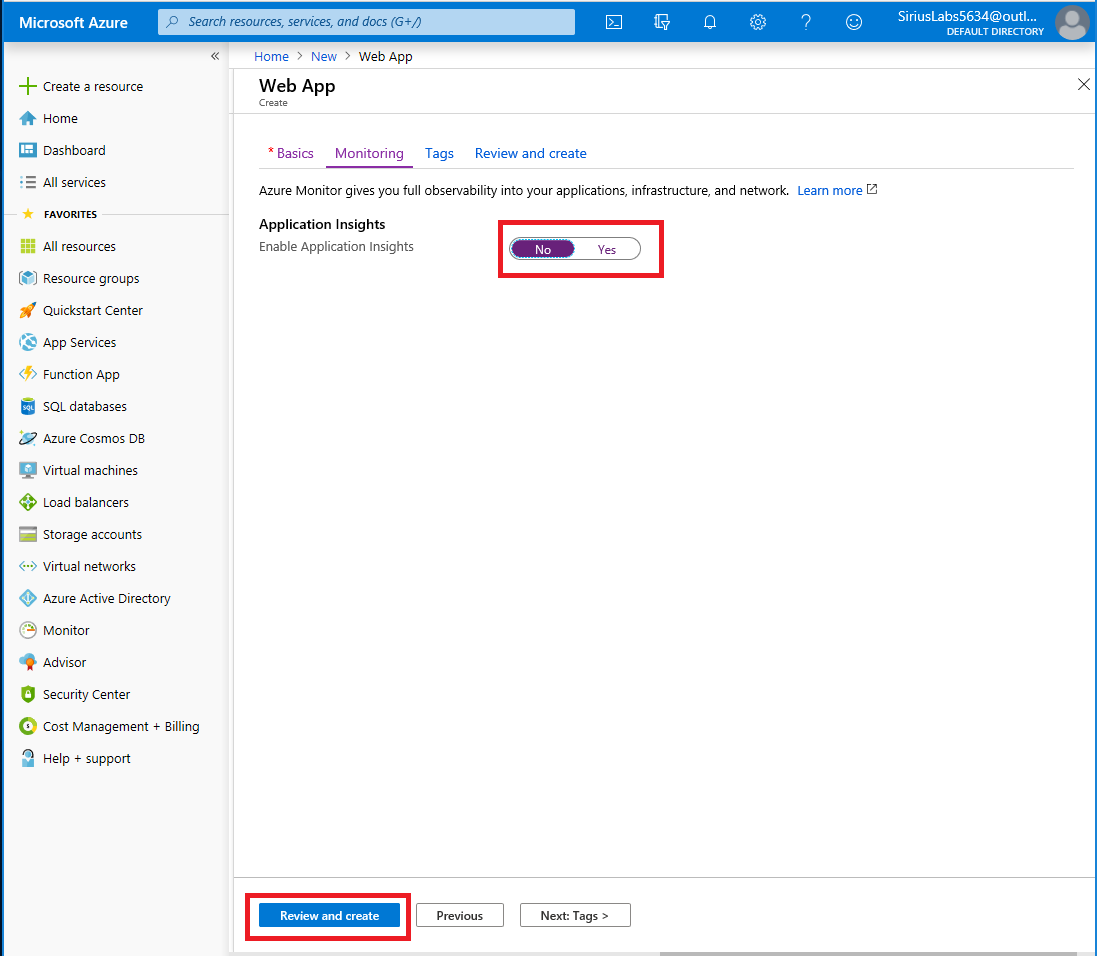 Microsoft Azure
Search resources, services, and docs (G+/)
SiriusLabs5634@outl...
DEFAULT DIRECTORY
«
Create a resource
Home
Dashboard
All services
FAVORITES
All resources
Resource groups
Quickstart Center
App Services
Function App
SQL databases
Azure Cosmos DB
Virtual machines
Load balancers
Storage accounts
Virtual networks
Azure Active Directory
Monitor
Advisor
Security Center
Cost Management + Billing
Help + support
Home > New > Web App
Web App
Create
* Basics Monitoring Tags Review and create
Azure Monitor gives you full observability into your applications, infrastructure, and network. Learn more
Application Insights
Enable Application Insights No Yes
Review and create Previous Next: Tags >